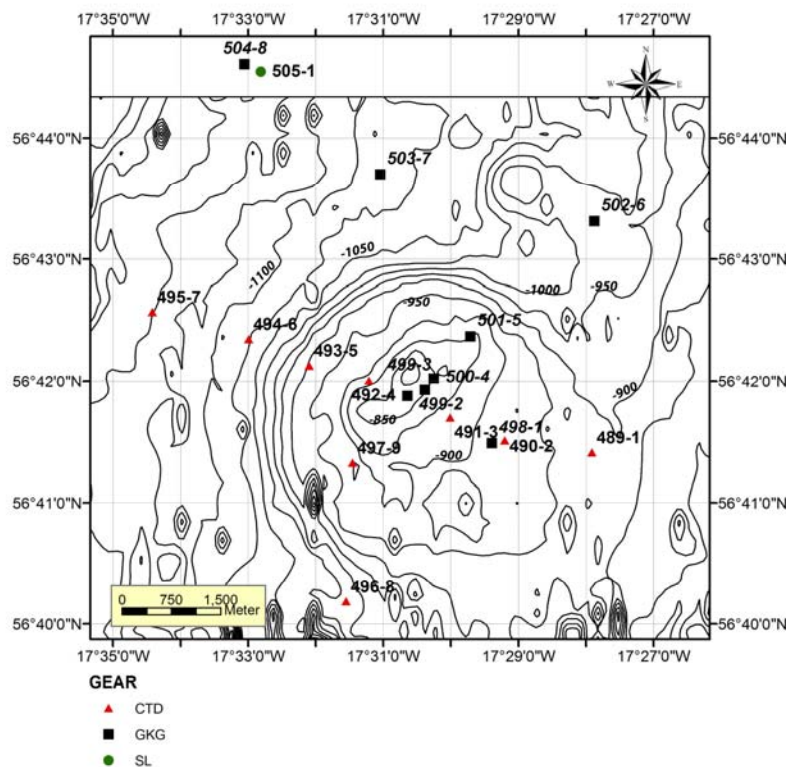 17°35'0"W 17°33'0"W 17°31'0"W 17°29'0"W 17°27'0"W
504-8
505-1
N
W E
S
56°44'0"N 56°44'0"N
503-7
502-6
56°43'0"N 56°43'0"N
-1050
-1100
-1000
-950
-950
495-7
494-6
501-5
493-5
499-3
56°42'0"N 56°42'0"N
500-4
492-4
499-2
-900
-850
491-3
498-1
490-2
489-1
-900
497-9
56°41'0"N 56°41'0"N
496-8
0 750 1,500
Meter
56°40'0"N 56°40'0"N
17°35'0"W 17°33'0"W 17°31'0"W 17°29'0"W 17°27'0"W
GEAR
CTD
GKG
SL